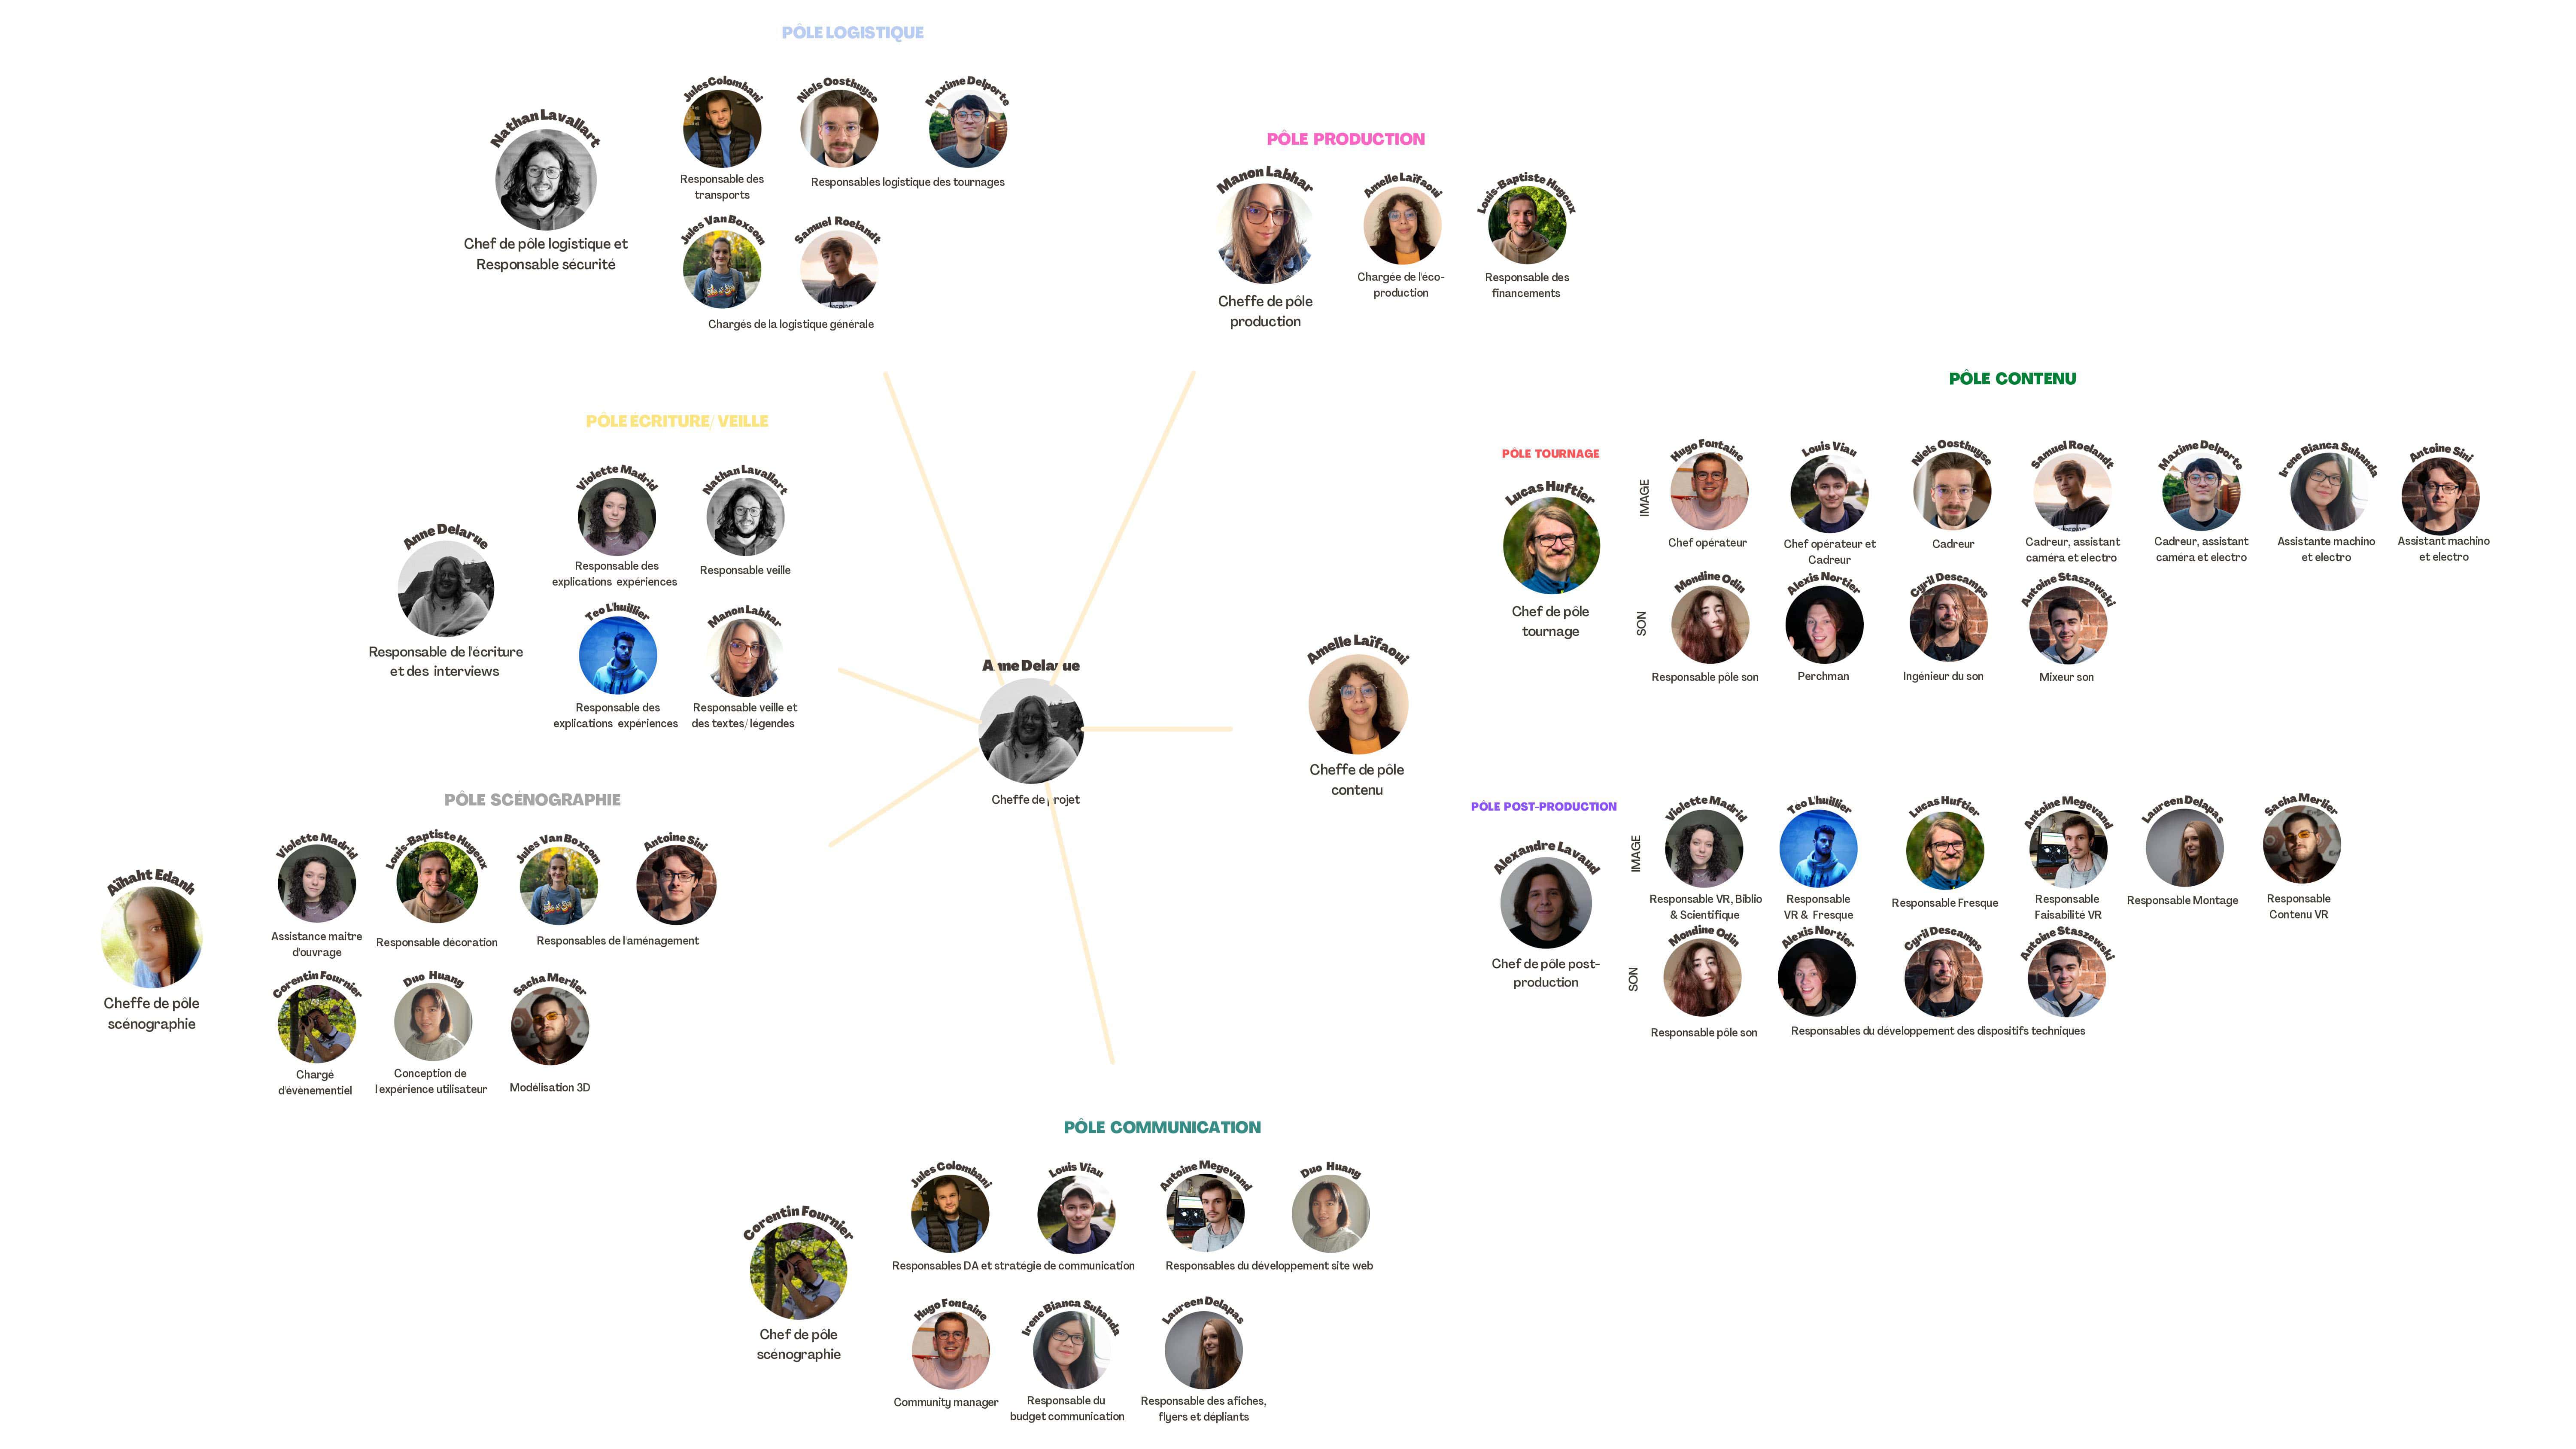 PÔLE LOGISTIQUE
Nathan Lavallart
Chef de pôle logistique et
Responsable sécurité
Jules Colombani
Responsable des
transports
Niels Oosthuyse
Maxime Delporte
Responsables logistique des tournages
Jules Van Boxsom
Samuel Roelandt
Chargés de la logistique générale
PÔLE PRODUCTION
Manon Labhar
Cheffe de pôle
production
Amelle Laïfaoui
Chargée de l'éco-
production
Louis-Baptiste Hugeux
Responsable des
financements
PÔLE ÉCRITURE/ VEILLE
Anne Delarue
Responsable de l'écriture
et des interviews
Violette Madrid
Responsable des
explications expériences
Nathan Lavallart
Responsable veille
Téo L'huillier
Responsable des
explications expériences
Manon Labhar
Responsable veille et
des textes/ légendes
Anne Delarue
Cheffe de projet
PÔLE CONTENU
Amelle Laïfaoui
Cheffe de pôle
contenu
PÔLE TOURNAGE
Lucas Huftier
Chef de pôle
tournage
IMAGE
Hugo Fontaine
Chef opérateur
Louis Viau
Chef opérateur et
Cadreur
Niels Oosthuyse
Cadreur
Samuel Roelandt
Cadreur, assistant
caméra et electro
Maxime Delporte
Cadreur, assistant
caméra et electro
Irene Bianca Suhanda
Assistante machino
et electro
Antoine Sini
Assistant machino
et electro
SON
Mondine Odin
Responsable pôle son
Alexis Nortier
Perchman
Cyril Descamps
Ingénieur du son
Antoine Staszewski
Mixeur son
PÔLE POST-PRODUCTION
Alexandre Lavaud
Chef de pôle post-
production
IMAGE
Violette Madrid
Responsable VR, Biblio
& Scientifique
Téo L'huillier
Responsable
VR & Fresque
Lucas Huftier
Responsable Fresque
Antoine Megevand
Responsable
Faisabilité VR
Laureen Delapas
Responsable Montage
Sacha Merlier
Responsable
Contenu VR
SON
Mondine Odin
Responsable pôle son
Alexis Nortier
Cyril Descamps
Antoine Staszewski
Responsables du développement des dispositifs techniques
PÔLE SCÉNOGRAPHIE
Aïhaht Edanh
Cheffe de pôle
scénographie
Violette Madrid
Assistance maitre
d'ouvrage
Louis-Baptiste Hugeux
Responsable décoration
Jules Van Boxsom
Antoine Sini
Responsables de l'aménagement
Corentin Fournier
Chargé
d'événementiel
Duo Huang
Conception de
l'expérience utilisateur
Sacha Merlier
Modélisation 3D
PÔLE COMMUNICATION
Corentin Fournier
Chef de pôle
scénographie
Jules Colombani
Louis Viau
Responsables DA et stratégie de communication
Antoine Megevand
Duo Huang
Responsables du développement site web
Hugo Fontaine
Community manager
Irene Bianca Suhanda
Responsable du
budget communication
Laureen Delapas
Responsable des afiches,
flyers et dépliants